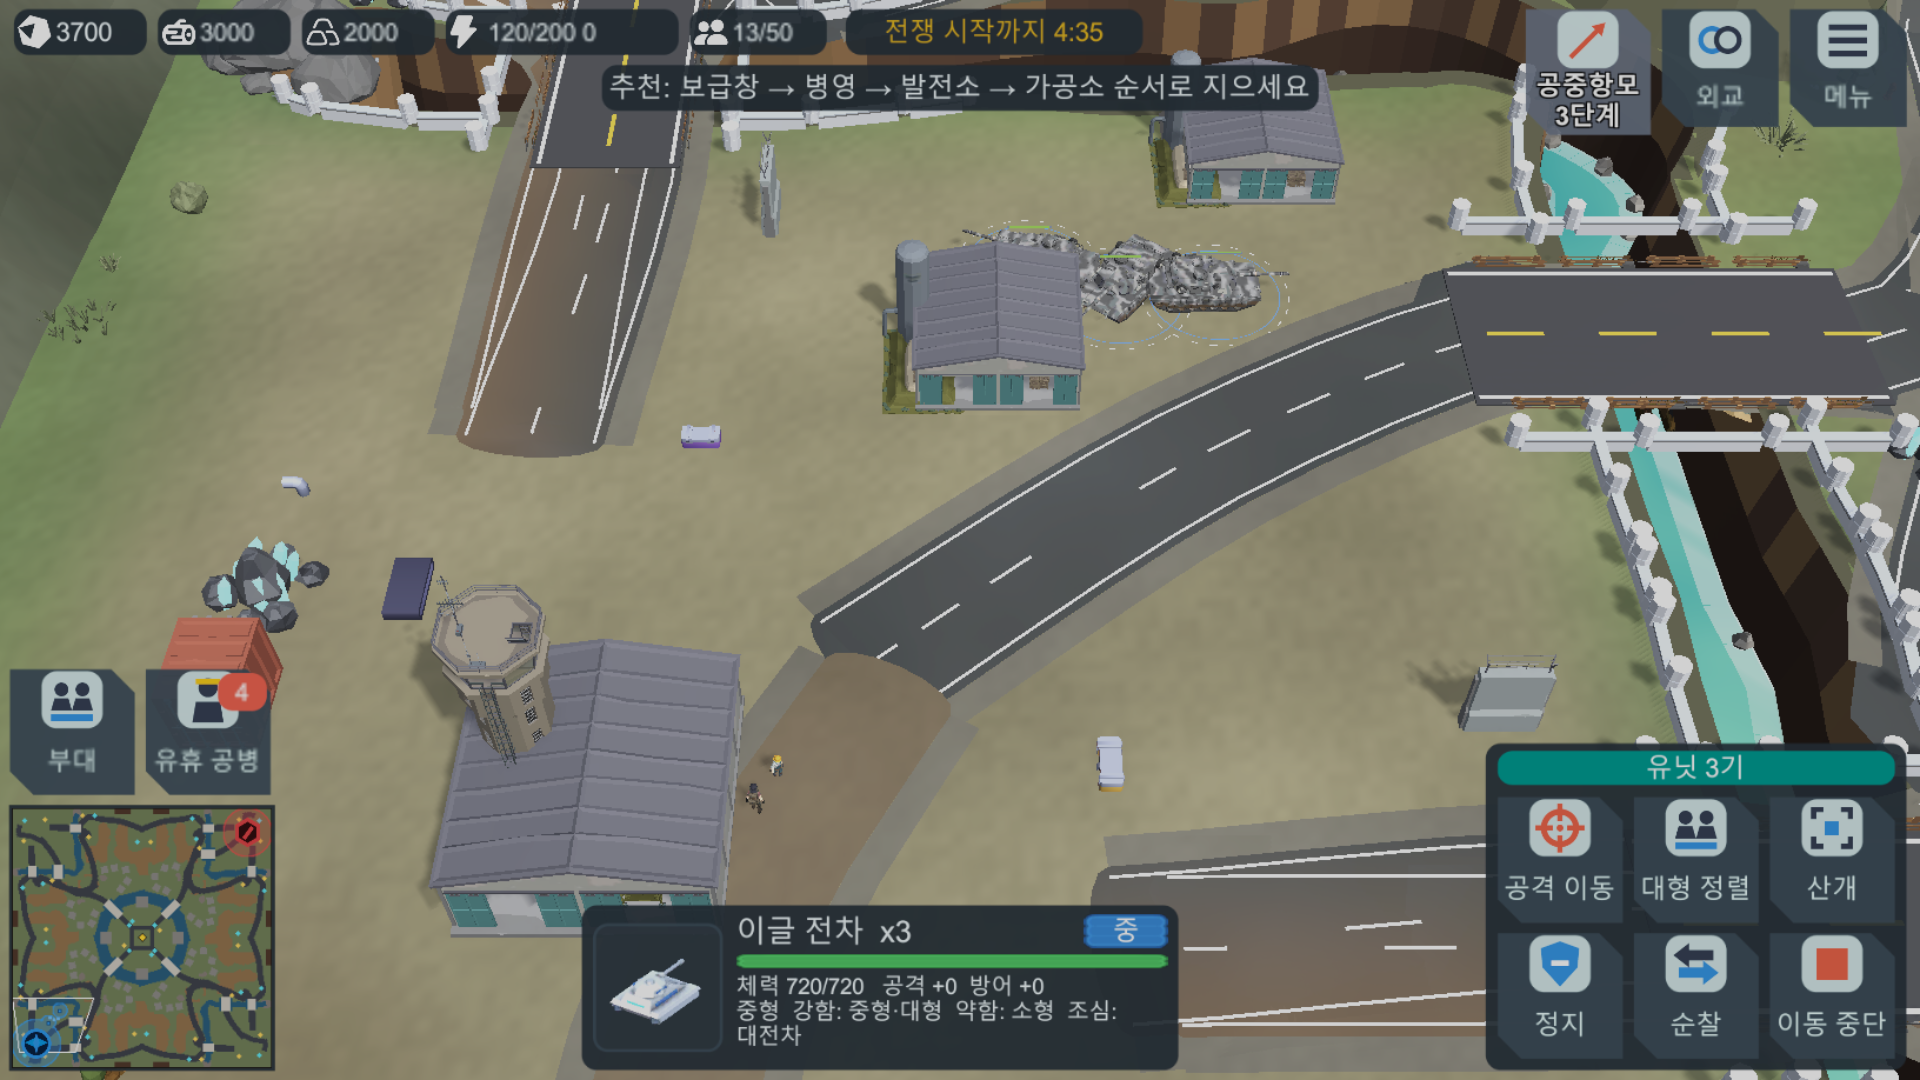 3700
3000
2000
120/200 0
13/50
전쟁 시작까지 4:35
추천: 보급창 → 병영 → 발전소 → 가공소 순서로 지으세요
공중항모
3단계
외교
메뉴
부대
4
유휴 공병
유닛 3기
공격 이동
대형 정렬
산개
정지
순찰
이동 중단
이글 전차 x3
중
체력 720/720 공격 +0 방어 +0
중형 강함: 중형·대형 약함: 소형 조심:
대전차